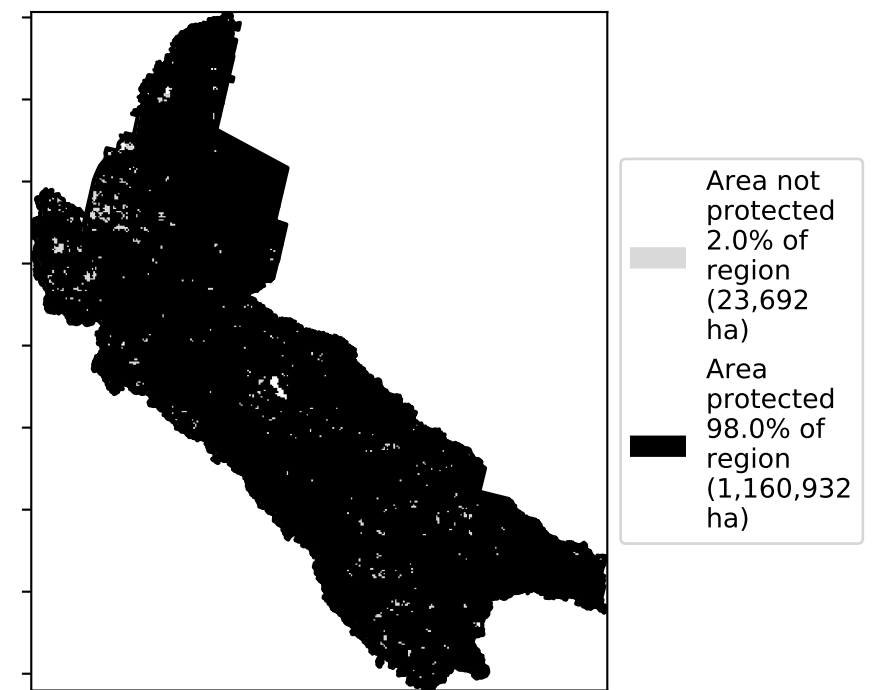 Area not
protected
2.0% of
region
(23,692
ha)
Area
protected
98.0% of
region
(1,160,932
ha)